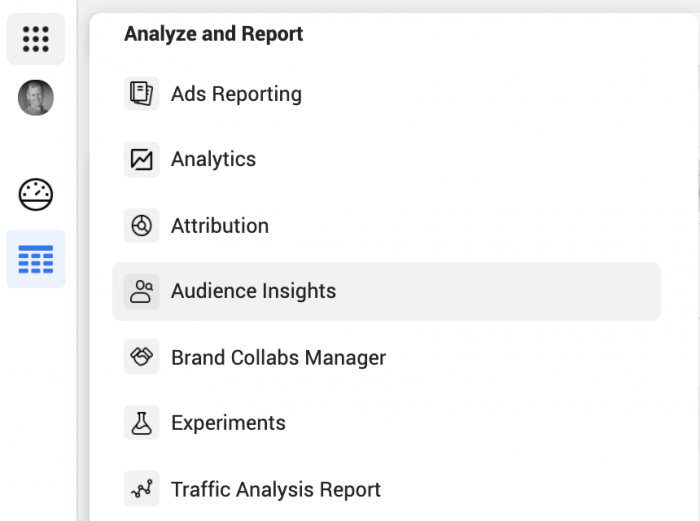 Analyze and Report
Ads Reporting
Analytics
Attribution
Audience Insights
Brand Collabs Manager
Experiments
Traffic Analysis Report